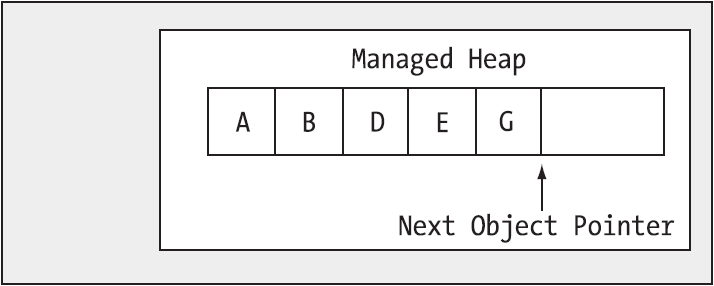 Managed Heap
A B D E G
Next Object Pointer